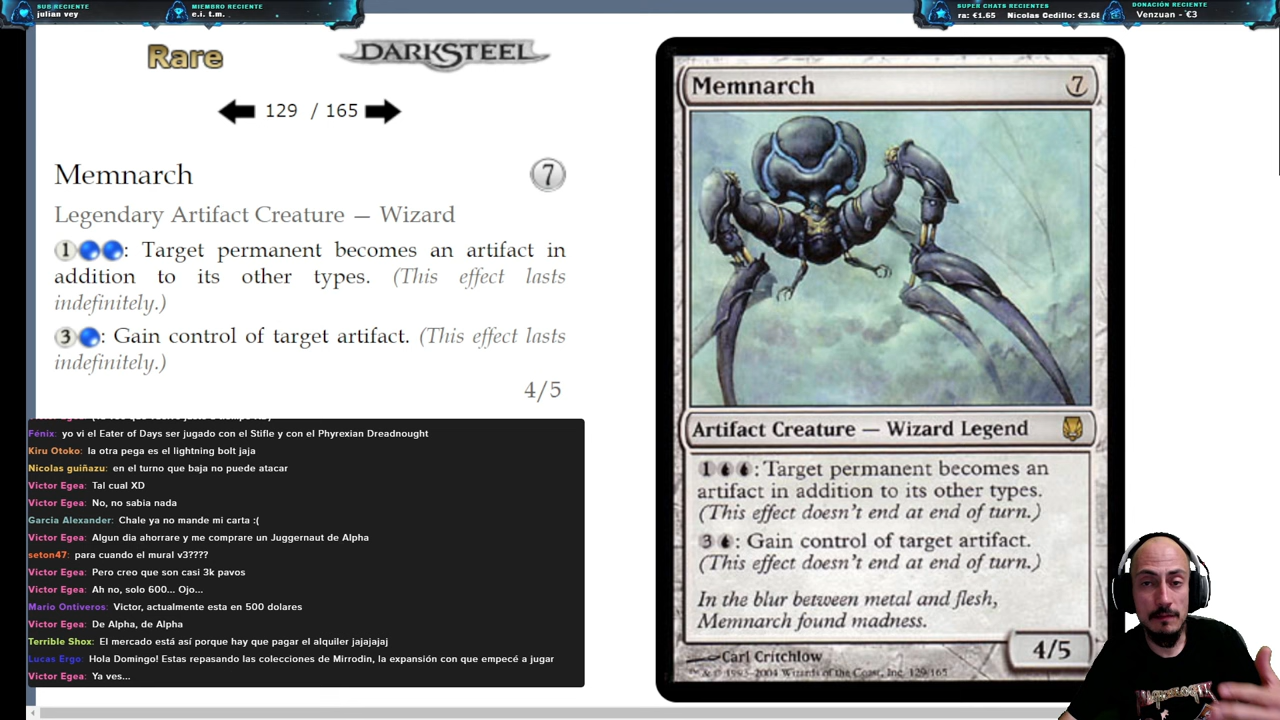 SUB RECIENTE
julian vey
MIEMBRO RECIENTE
e.i. t.m.
SUPER CHATS RECIENTES
ra: €1.65 Nicolas Cedillo: €3.68
DONACIÓN RECIENTE
Venzuan - €3
Rare
DARKSTEEL
129 / 165
Memnarch 7
Legendary Artifact Creature — Wizard
1: Target permanent becomes an artifact in
addition to its other types. (This effect lasts
indefinitely.)
3: Gain control of target artifact. (This effect lasts
indefinitely.)
4/5
Fénix: yo vi el Eater of Days ser jugado con el Stifle y con el Phyrexian Dreadnought
Kiru Otoko: la otra pega es el lightning bolt jaja
Nicolas guiñazu: en el turno que baja no puede atacar
Victor Egea: Tal cual XD
Victor Egea: No, no sabia nada
Garcia Alexander: Chale ya no mande mi carta :(
Victor Egea: Algun dia ahorrare y me comprare un Juggernaut de Alpha
seton47: para cuando el mural v3????
Victor Egea: Pero creo que son casi 3k pavos
Victor Egea: Ah no, solo 600... Ojo...
Mario Ontiveros: Victor, actualmente esta en 500 dolares
Victor Egea: De Alpha, de Alpha
Terrible Shox: El mercado está así porque hay que pagar el alquiler jajajajaj
Lucas Ergo: Hola Domingo! Estas repasando las colecciones de Mirrodin, la expansión con que empecé a jugar
Victor Egea: Ya ves...
Memnarch 7
Artifact Creature — Wizard Legend
1: Target permanent becomes an
artifact in addition to its other types.
(This effect doesn't end at end of turn.)
3: Gain control of target artifact.
(This effect doesn't end at end of turn.)
In the blur between metal and flesh,
Memnarch found madness.
4/5
Carl Critchlow
™ & © 1993–2004 Wizards of the Coast, Inc. 129/165